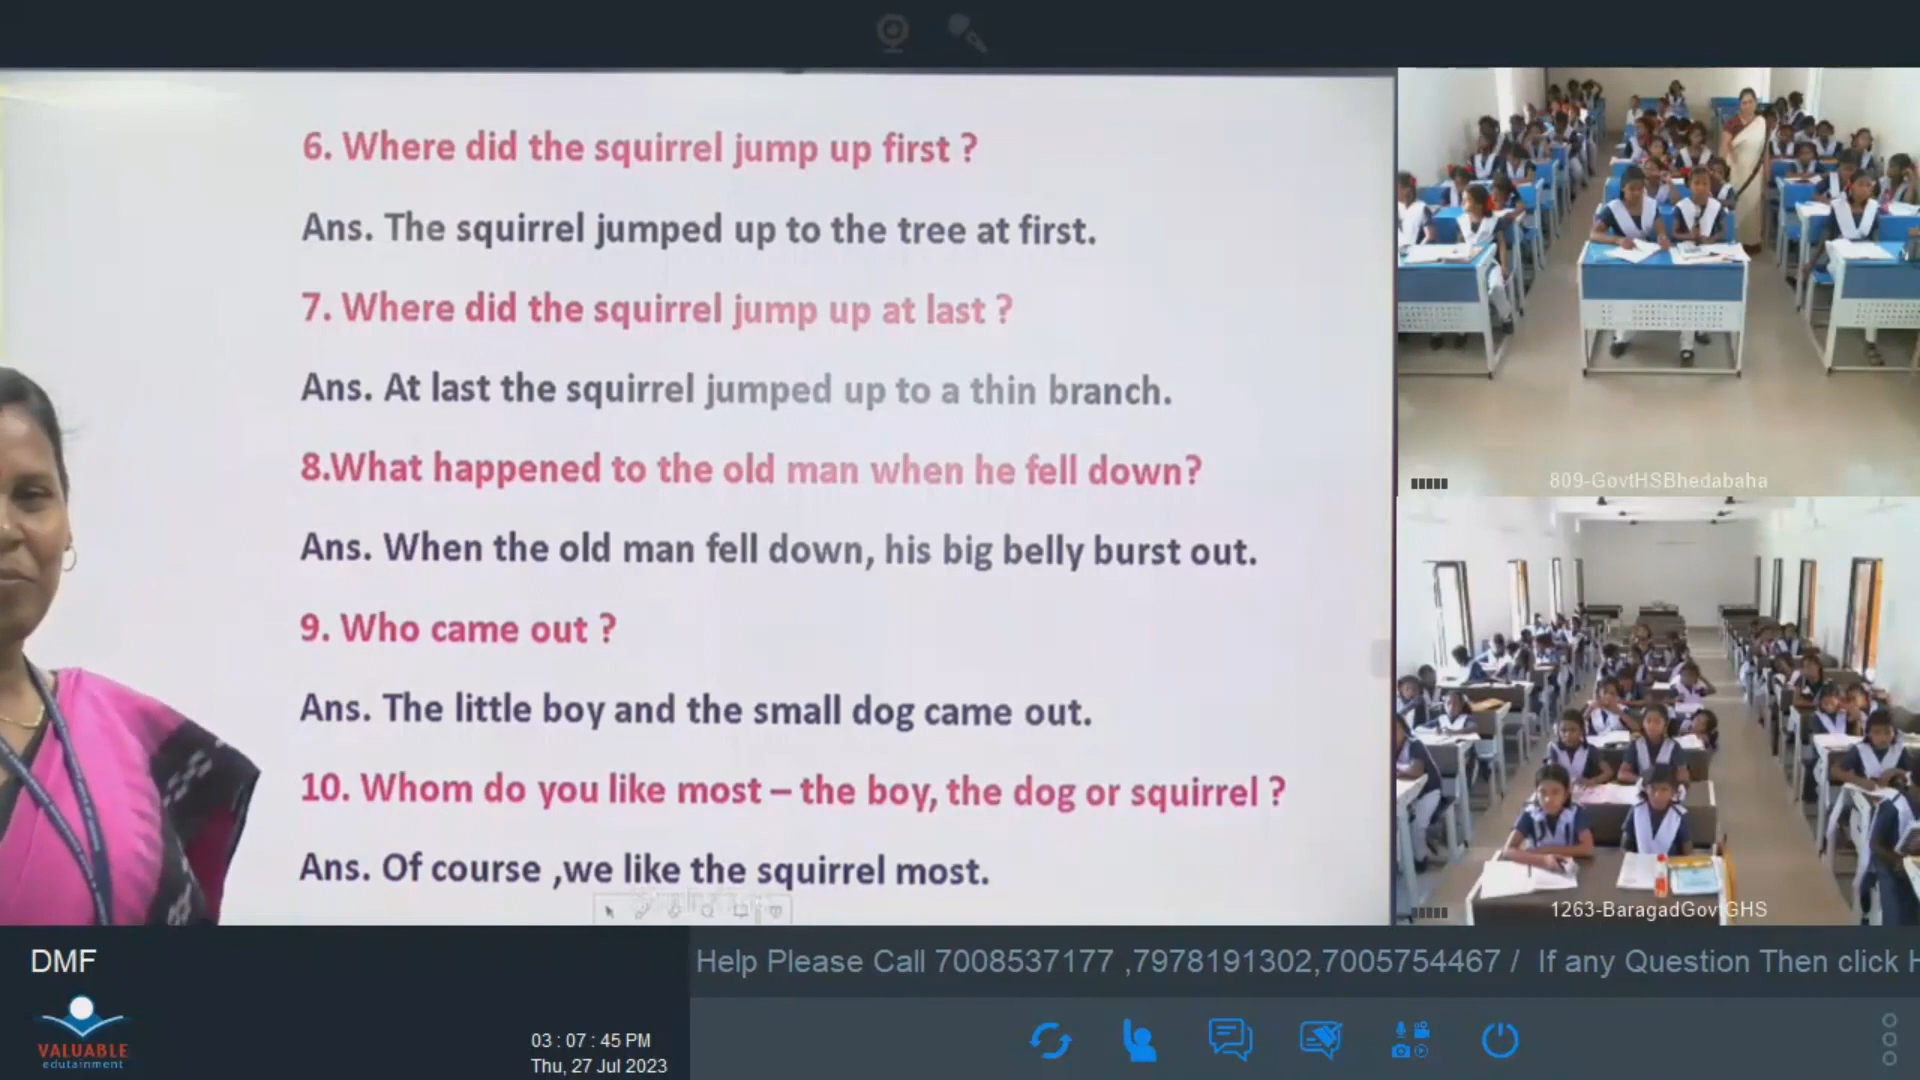 6. Where did the squirrel jump up first ?
Ans. The squirrel jumped up to the tree at first.
7. Where did the squirrel jump up at last ?
Ans. At last the squirrel jumped up to a thin branch.
8.What happened to the old man when he fell down?
Ans. When the old man fell down, his big belly burst out.
9. Who came out ?
Ans. The little boy and the small dog came out.
10. Whom do you like most – the boy, the dog or squirrel ?
Ans. Of course ,we like the squirrel most.
809-GovtHSBhedabaha
1263-BaragadGovtGHS
DMF
VALUABLE
edutainment
03 : 07 : 45 PM
Thu, 27 Jul 2023
Help Please Call 7008537177 ,7978191302,7005754467 / If any Question Then click H